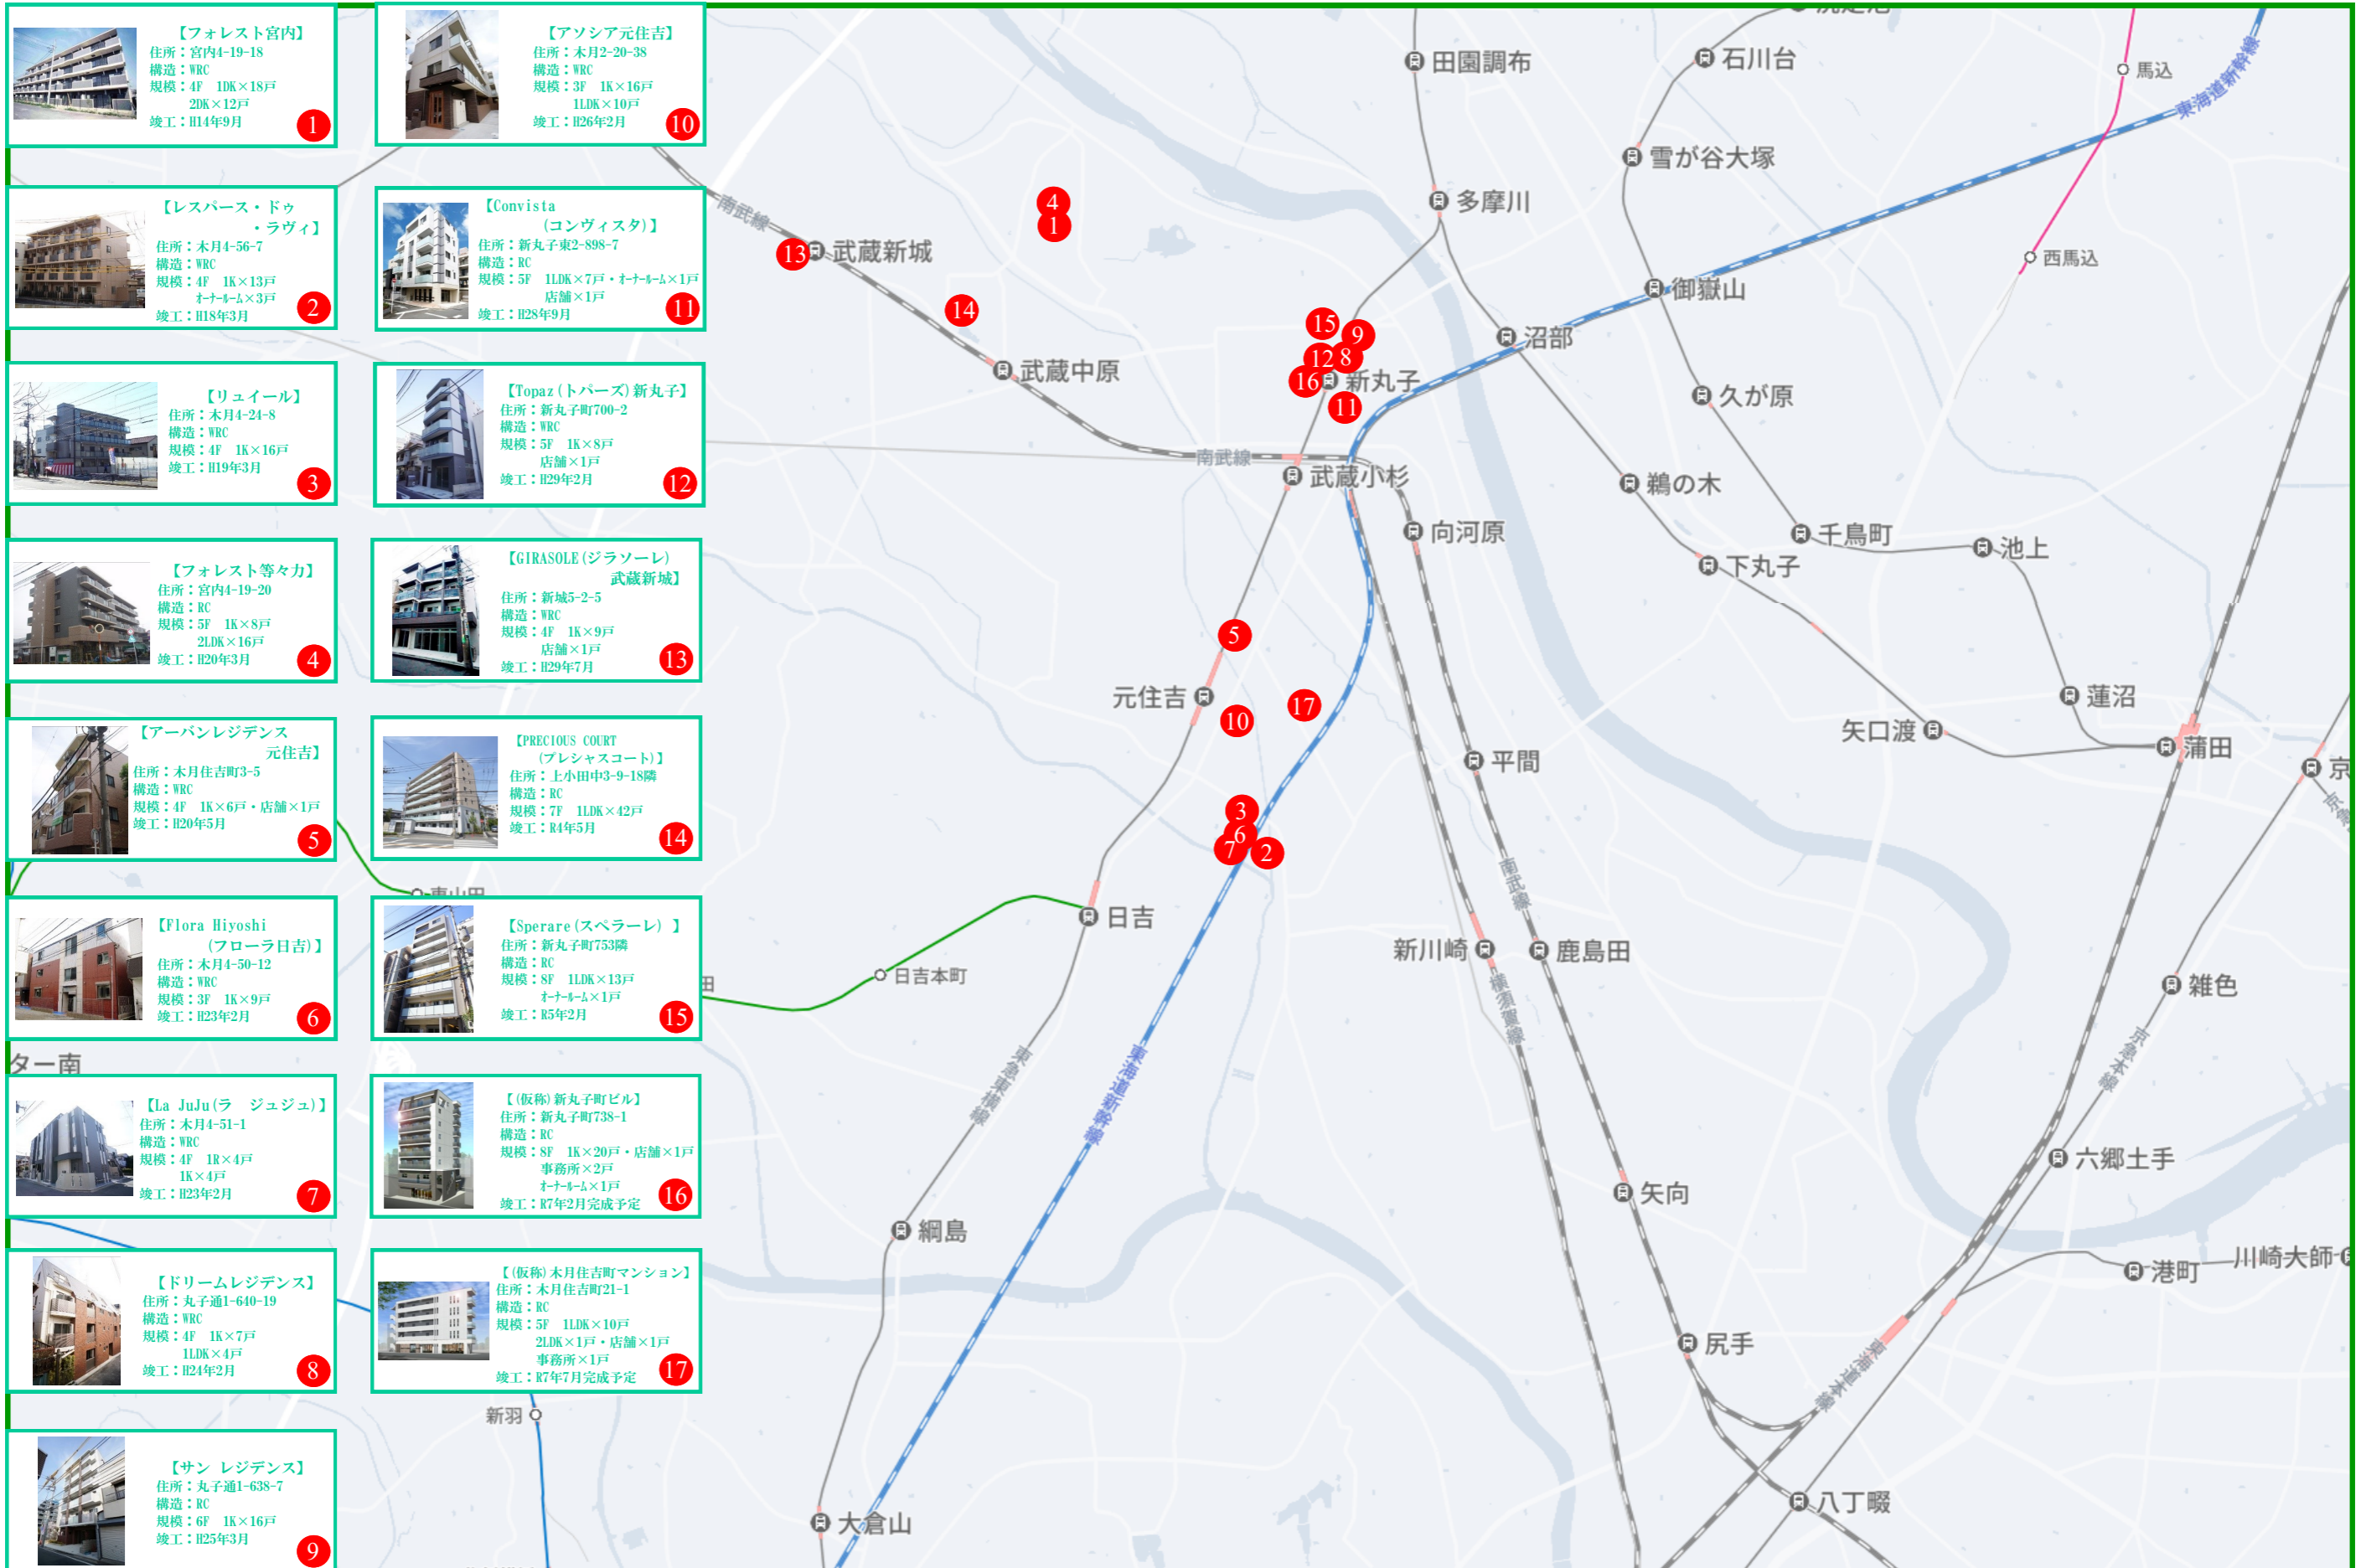 【フォレスト宮内】
住所：宮内4-19-18
構造：WRC
規模：4F 1DK×18戸
2DK×12戸
竣工：H14年9月
1
【レスパース・ドゥ
・ラヴィ】
住所：木月4-56-7
構造：WRC
規模：4F 1K×13戸
オーナールーム×3戸
竣工：H18年3月
2
【リュイール】
住所：木月4-24-8
構造：WRC
規模：4F 1K×16戸
竣工：H19年3月
3
【フォレスト等々力】
住所：宮内4-19-20
構造：RC
規模：5F 1K×8戸
2LDK×16戸
竣工：H20年3月
4
【アーバンレジデンス
元住吉】
住所：木月住吉町3-5
構造：WRC
規模：4F 1K×6戸・店舗×1戸
竣工：H20年5月
5
【Flora Hiyoshi
(フローラ日吉)】
住所：木月4-50-12
構造：WRC
規模：3F 1K×9戸
竣工：H23年2月
6
ター南
【La JuJu(ラ ジュジュ)】
住所：木月4-51-1
構造：WRC
規模：4F 1R×4戸
1K×4戸
竣工：H23年2月
7
【ドリームレジデンス】
住所：丸子通1-640-19
構造：WRC
規模：4F 1K×7戸
1LDK×4戸
竣工：H24年2月
8
【サン レジデンス】
住所：丸子通1-638-7
構造：RC
規模：6F 1K×16戸
竣工：H25年3月
9
【アソシア元住吉】
住所：木月2-20-38
構造：WRC
規模：3F 1K×16戸
1LDK×10戸
竣工：H26年2月
10
【Convista
(コンヴィスタ)】
住所：新丸子東2-898-7
構造：RC
規模：5F 1LDK×7戸・オーナールーム×1戸
店舗×1戸
竣工：H28年9月
11
【Topaz(トパーズ)新丸子】
住所：新丸子町700-2
構造：WRC
規模：5F 1K×8戸
店舗×1戸
竣工：H29年2月
12
【GIRASOLE(ジラソーレ)
武蔵新城】
住所：新城5-2-5
構造：WRC
規模：4F 1K×9戸
店舗×1戸
竣工：H29年7月
13
【PRECIOUS COURT
(プレシャスコート)】
住所：上小田中3-9-18隣
構造：RC
規模：7F 1LDK×42戸
竣工：R4年5月
14
東山田
【Sperare(スペラーレ) 】
住所：新丸子町753隣
構造：RC
規模：8F 1LDK×13戸
オーナールーム×1戸
竣工：R5年2月
15
【(仮称)新丸子町ビル】
住所：新丸子町738-1
構造：RC
規模：8F 1K×20戸・店舗×1戸
事務所×2戸
オーナールーム×1戸
竣工：R7年2月完成予定
16
【(仮称)木月住吉町マンション】
住所：木月住吉町21-1
構造：RC
規模：5F 1LDK×10戸
2LDK×1戸・店舗×1戸
事務所×1戸
竣工：R7年7月完成予定
17
新羽
田園調布
石川台
馬込
東海道新幹線
雪が谷大塚
南武線
4
多摩川
1
13
武蔵新城
西馬込
御嶽山
14
15
9
沼部
12
8
武蔵中原
16
新丸子
久が原
11
南武線
武蔵小杉
鵜の木
向河原
千鳥町
池上
下丸子
5
元住吉
17
10
蓮沼
矢口渡
蒲田
平間
京
京急
3
6
7
2
南武線
日吉
新川崎
鹿島田
日吉本町
田
横須賀線
雑色
東急東横線
東海道新幹線
京急本線
六郷土手
矢向
綱島
港町
川崎大師
尻手
東海道本線
八丁畷
大倉山